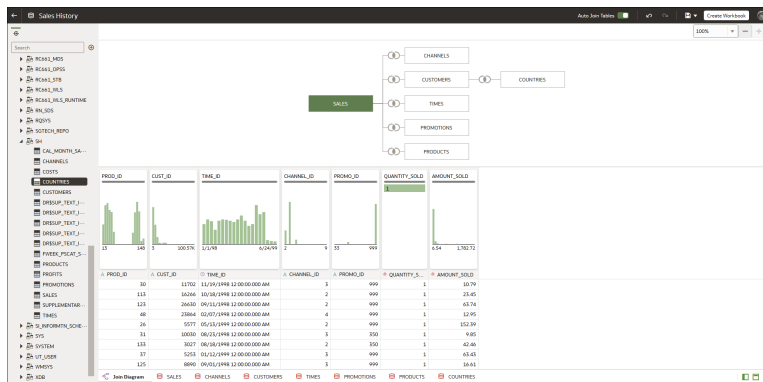 Sales History
Auto Join Tables
Create Workbook
100%
Search
RC661_MDS
RC661_OPSS
RC661_STB
RC661_WLS
RC661_WLS_RUNTIME
RN_SDS
RQSYS
SGTECH_REPO
SH
CAL_MONTH_SA...
CHANNELS
COSTS
COUNTRIES
CUSTOMERS
DR$SUP_TEXT_I...
DR$SUP_TEXT_I...
DR$SUP_TEXT_I...
DR$SUP_TEXT_I...
DR$SUP_TEXT_I...
FWEEK_PSCAT_S...
PRODUCTS
PROFITS
PROMOTIONS
SALES
SUPPLEMENTAR...
TIMES
SI_INFORMTN_SCHE...
SYS
SYSTEM
UT_USER
WMSYS
XDB
SALES
CHANNELS
CUSTOMERS
COUNTRIES
TIMES
PROMOTIONS
PRODUCTS
PROD_ID CUST_ID TIME_ID CHANNEL_ID PROMO_ID QUANTITY_SOLD AMOUNT_SOLD
1
13 148 3 100.57K 1/1/98 6/24/99 2 9 33 999 6.54 1,782.72
A PROD_ID A CUST_ID TIME_ID A CHANNEL_ID A PROMO_ID # QUANTITY_S... # AMOUNT_SOLD
30 11702 11/19/1998 12:00:00.000 AM 3 999 1 10.79
113 16266 10/18/1998 12:00:00.000 AM 2 999 1 23.45
123 26630 09/11/1998 12:00:00.000 AM 2 999 1 63.74
48 23864 02/07/1998 12:00:00.000 AM 4 999 1 12.95
26 5577 05/13/1999 12:00:00.000 AM 2 999 1 152.39
31 10030 08/23/1998 12:00:00.000 AM 3 350 1 9.85
133 3027 08/18/1998 12:00:00.000 AM 2 350 1 42.46
37 5253 01/12/1999 12:00:00.000 AM 3 999 1 63.43
125 8890 09/01/1998 12:00:00.000 AM 3 999 1 16.61
Join Diagram SALES CHANNELS CUSTOMERS TIMES PROMOTIONS PRODUCTS COUNTRIES